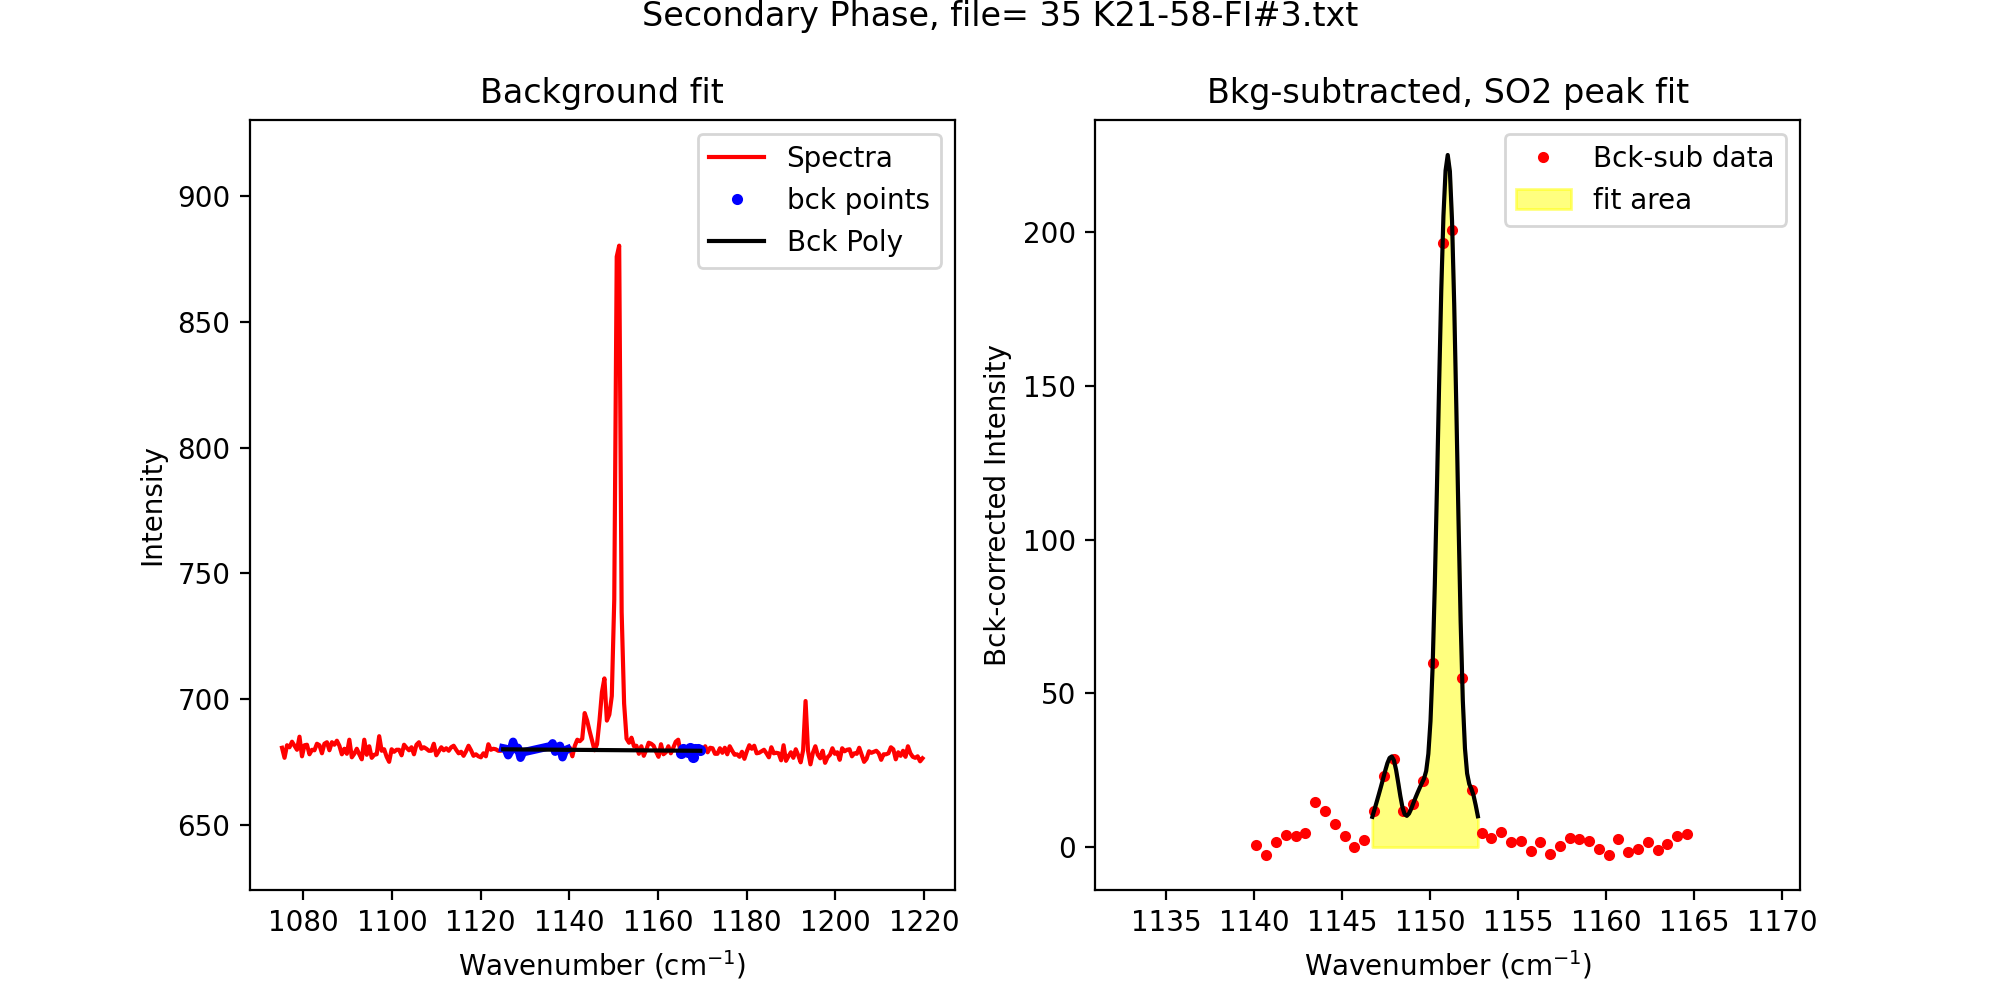 Secondary Phase, file= 35 K21-58-FI#3.txt
Background fit
Spectra
bck points
Bck Poly
900
850
800
750
700
650
Intensity
1080 1100 1120 1140 1160 1180 1200 1220
Wavenumber (cm⁻¹)
Bkg-subtracted, SO2 peak fit
Bck-sub data
fit area
200
150
100
50
0
Bck-corrected Intensity
1135 1140 1145 1150 1155 1160 1165 1170
Wavenumber (cm⁻¹)